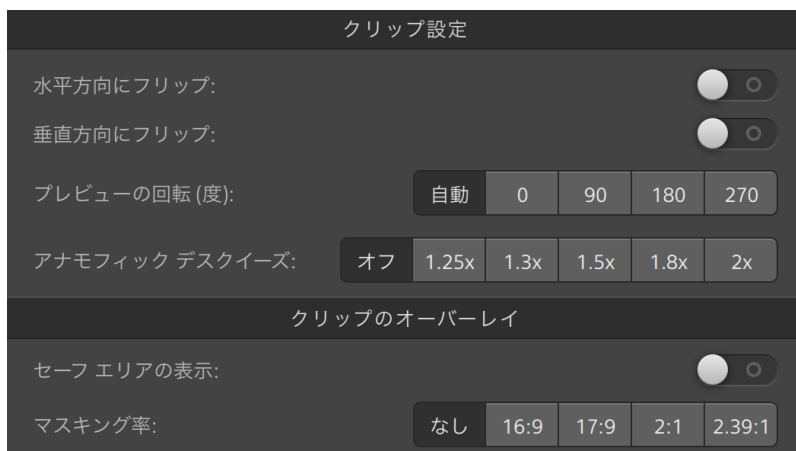 クリップ設定
水平方向にフリップ:
垂直方向にフリップ:
プレビューの回転 (度): 自動 0 90 180 270
アナモフィック デスクイーズ: オフ 1.25x 1.3x 1.5x 1.8x 2x
クリップのオーバーレイ
セーフ エリアの表示:
マスキング率: なし 16:9 17:9 2:1 2.39:1